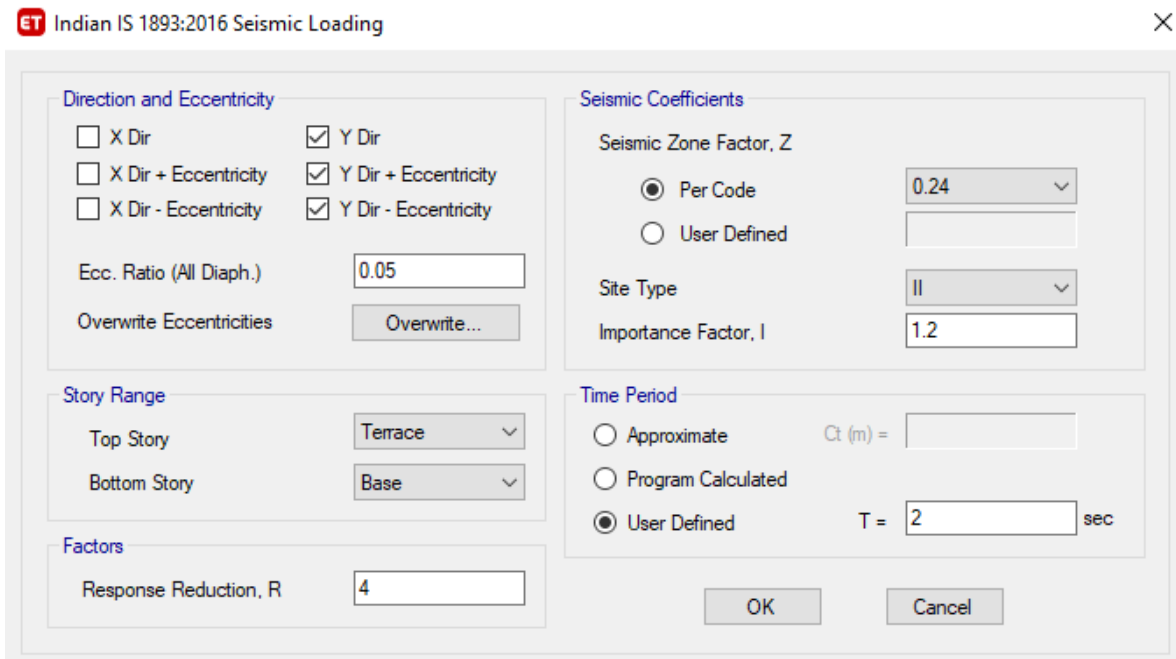 ET Indian IS 1893:2016 Seismic Loading
Direction and Eccentricity
X Dir
Y Dir
X Dir + Eccentricity
Y Dir + Eccentricity
X Dir - Eccentricity
Y Dir - Eccentricity
Ecc. Ratio (All Diaph.)
0.05
Overwrite Eccentricities
Overwrite...
Story Range
Top Story
Terrace
Bottom Story
Base
Factors
Response Reduction, R
4
Seismic Coefficients
Seismic Zone Factor, Z
Per Code
0.24
User Defined
Site Type
II
Importance Factor, I
1.2
Time Period
Approximate
Ct (m) =
Program Calculated
User Defined
T =
2
sec
OK
Cancel